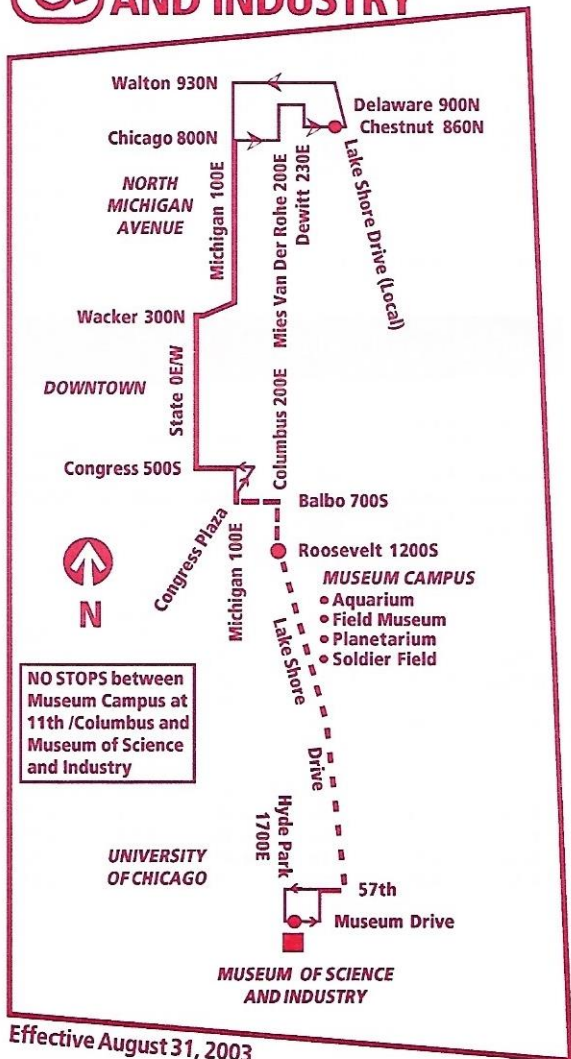 AND INDUSTRY
Walton 930N
Delaware 900N
Chicago 800N
Chestnut 860N
NORTH
MICHIGAN
AVENUE
Michigan 100E
Mies Van Der Rohe 200E
Dewitt 230E
Lake Shore Drive (Local)
Wacker 300N
DOWNTOWN
State 0E/W
Columbus 200E
Congress 500S
Balbo 700S
Congress Plaza
Michigan 100E
Roosevelt 1200S
MUSEUM CAMPUS
• Aquarium
• Field Museum
• Planetarium
• Soldier Field
N
Lake Shore
Drive
NO STOPS between
Museum Campus at
11th /Columbus and
Museum of Science
and Industry
Hyde Park
1700E
UNIVERSITY
OF CHICAGO
57th
Museum Drive
MUSEUM OF SCIENCE
AND INDUSTRY
Effective August 31, 2003